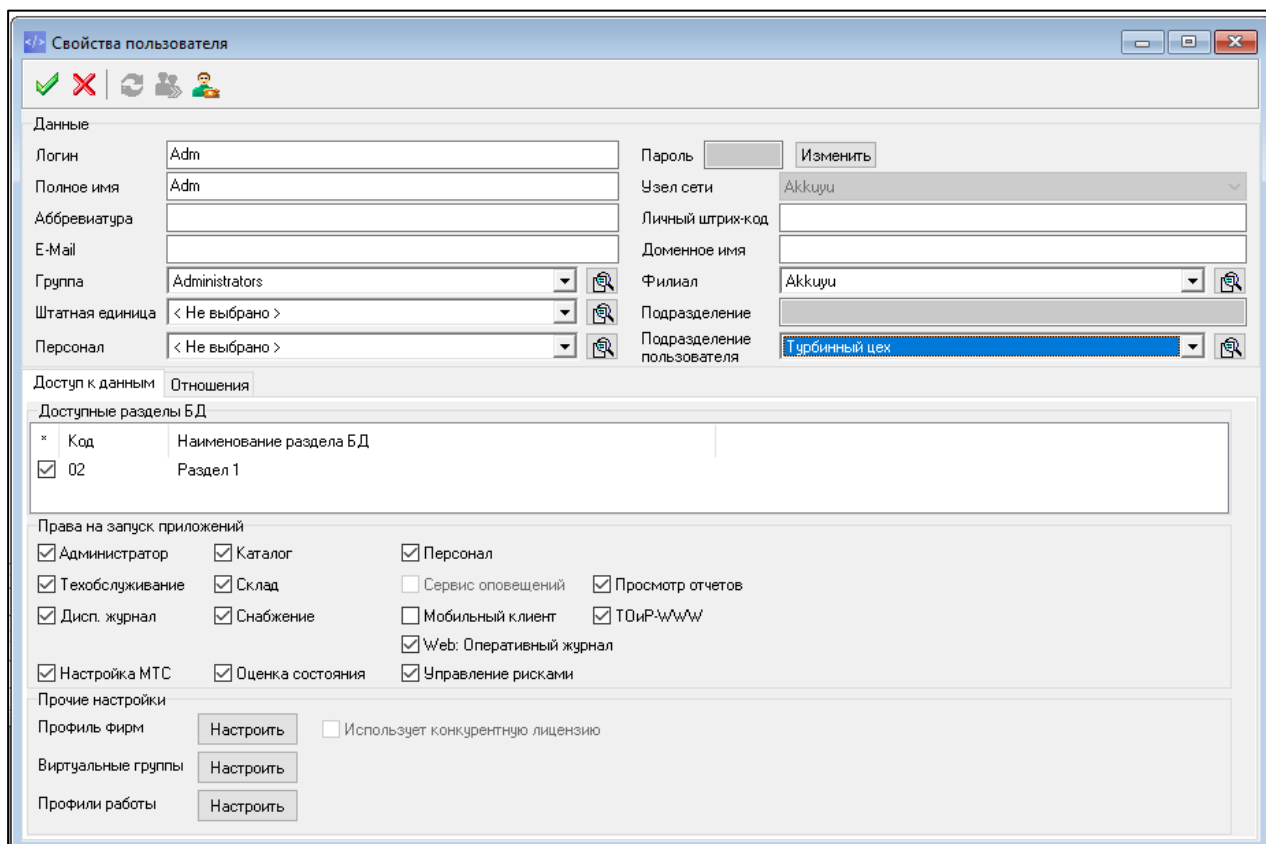 Свойства пользователя
Данные
Логин Adm Пароль Изменить
Полное имя Adm Узел сети Akkuyu
Аббревиатура Личный штрих-код
E-Mail Доменное имя
Группа Administrators Филиал Akkuyu
Штатная единица < Не выбрано > Подразделение
Персонал < Не выбрано > Подразделение пользователя Турбинный цех
Доступ к данным Отношения
Доступные разделы БД
* Код Наименование раздела БД
02 Раздел 1
Права на запуск приложений
Администратор Каталог Персонал
Техобслуживание Склад Сервис оповещений Просмотр отчетов
Дисп. журнал Снабжение Мобильный клиент ТОиР-WWW
Web: Оперативный журнал
Настройка МТС Оценка состояния Управление рисками
Прочие настройки
Профиль фирм Настроить Использует конкурентную лицензию
Виртуальные группы Настроить
Профили работы Настроить